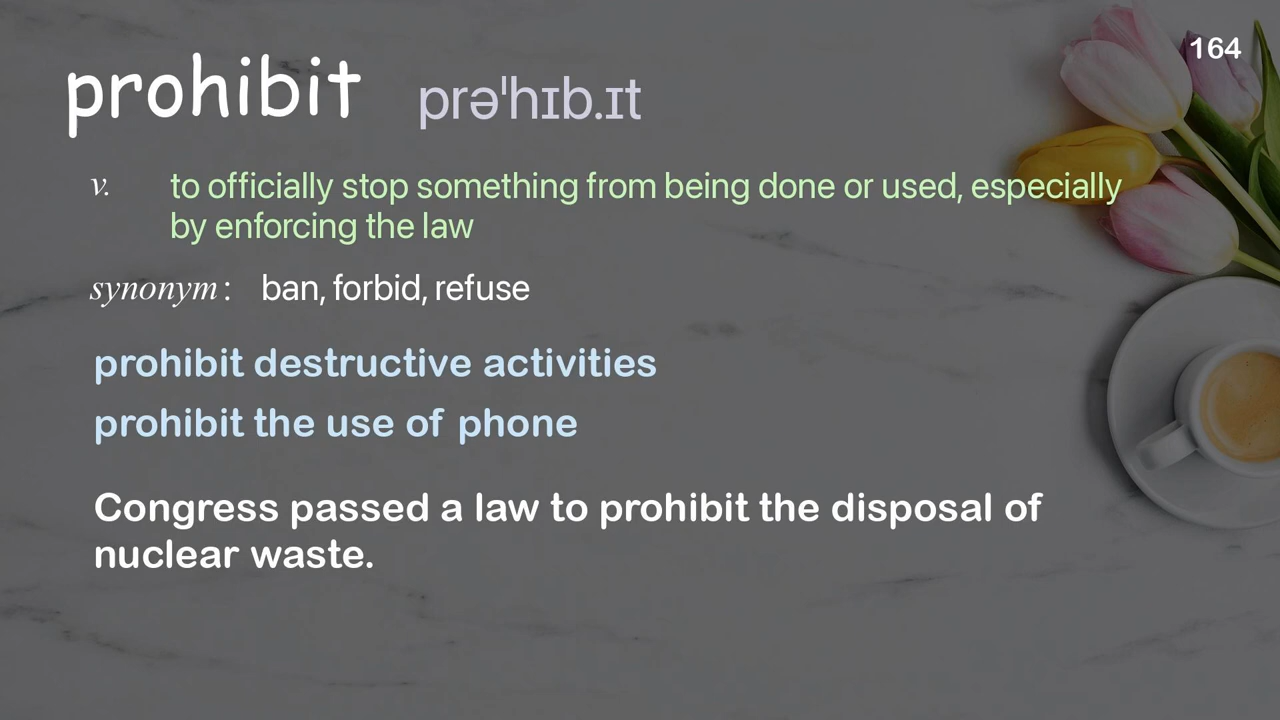 164
prohibit prə'hɪb.ɪt
v. to officially stop something from being done or used, especially
by enforcing the law
synonym : ban, forbid, refuse
prohibit destructive activities
prohibit the use of phone
Congress passed a law to prohibit the disposal of
nuclear waste.